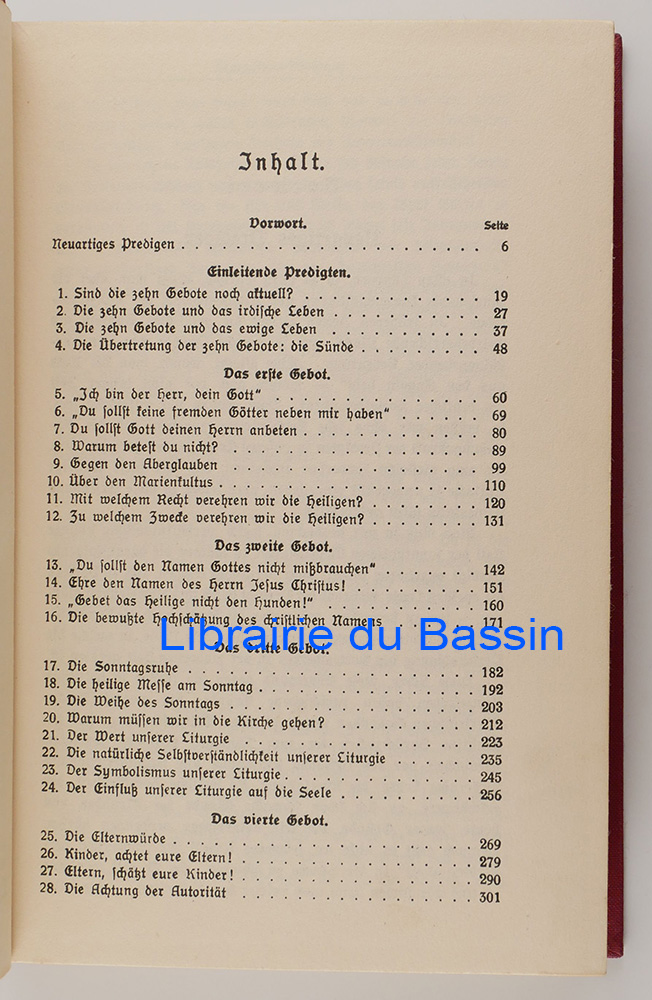 Inhalt.
Vorwort. Seite
Neuartiges Predigen . . . . . . . . . . . . . . . . . . . . . . 6
Einleitende Predigten.
1. Sind die zehn Gebote noch aktuell? . . . . . . . . . . . . . 19
2. Die zehn Gebote und das irdische Leben . . . . . . . . . . . 27
3. Die zehn Gebote und das ewige Leben . . . . . . . . . . . . 37
4. Die Übertretung der zehn Gebote: die Sünde . . . . . . . . . 48
Das erste Gebot.
5. „Ich bin der Herr, dein Gott“ . . . . . . . . . . . . . . . 60
6. „Du sollst keine fremden Götter neben mir haben“ . . . . . . 69
7. Du sollst Gott deinen Herrn anbeten . . . . . . . . . . . . . 80
8. Warum betest du nicht? . . . . . . . . . . . . . . . . . . 89
9. Gegen den Aberglauben . . . . . . . . . . . . . . . . . . 99
10. Über den Marienkultus . . . . . . . . . . . . . . . . . . . 110
11. Mit welchem Recht verehren wir die Heiligen? . . . . . . . . 120
12. Zu welchem Zwecke verehren wir die Heiligen? . . . . . . . . 131
Das zweite Gebot.
13. „Du sollst den Namen Gottes nicht mißbrauchen“ . . . . . . . 142
14. Ehre den Namen des Herrn Jesus Christus! . . . . . . . . . . 151
15. „Gebet das Heilige nicht den Hunden!“ . . . . . . . . . . . 160
16. Die bewußte Hochschätzung des christlichen Namens . . . . . 171
Librairie du Bassin
Das dritte Gebot.
17. Die Sonntagsruhe . . . . . . . . . . . . . . . . . . . . . 182
18. Die heilige Messe am Sonntag . . . . . . . . . . . . . . . . 192
19. Die Weihe des Sonntags . . . . . . . . . . . . . . . . . . 203
20. Warum müssen wir in die Kirche gehen? . . . . . . . . . . 212
21. Der Wert unserer Liturgie . . . . . . . . . . . . . . . . . 223
22. Die natürliche Selbstverständlichkeit unserer Liturgie . . . . . . 235
23. Der Symbolismus unserer Liturgie . . . . . . . . . . . . . . 245
24. Der Einfluß unserer Liturgie auf die Seele . . . . . . . . . . 256
Das vierte Gebot.
25. Die Elternwürde . . . . . . . . . . . . . . . . . . . . . . 269
26. Kinder, achtet eure Eltern! . . . . . . . . . . . . . . . . . 279
27. Eltern, schätzt eure Kinder! . . . . . . . . . . . . . . . . . 290
28. Die Achtung der Autorität . . . . . . . . . . . . . . . . . 301